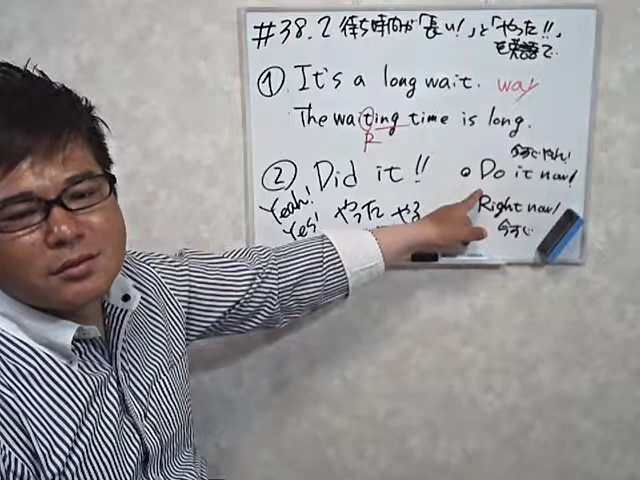 #38.2 待ち時間が「長い!」と「やった!!」
を英語で
① It's a long wait. way
The waiting time is long.
R
② Did it !!
Yeah!
Yes! やった やる
今すぐやれ!
○ Do it now!
Right now!
今すぐ